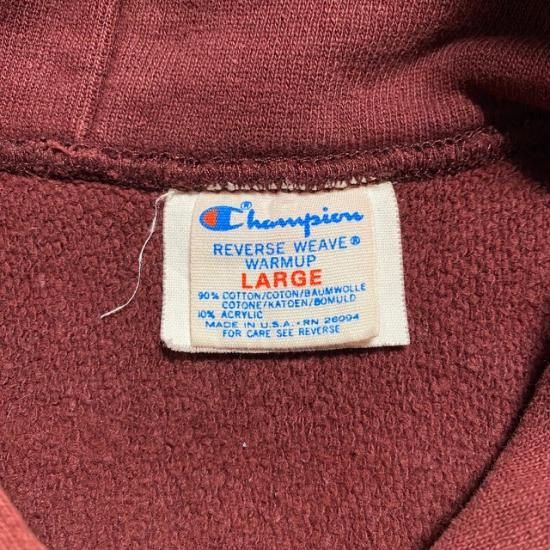 Champion®
REVERSE WEAVE®
WARMUP
LARGE
90% COTTON/COTON/BAUMWOLLE
COTONE/KATOEN/BOMULD
10% ACRYLIC
MADE IN U.S.A. • RN 26094
FOR CARE SEE REVERSE